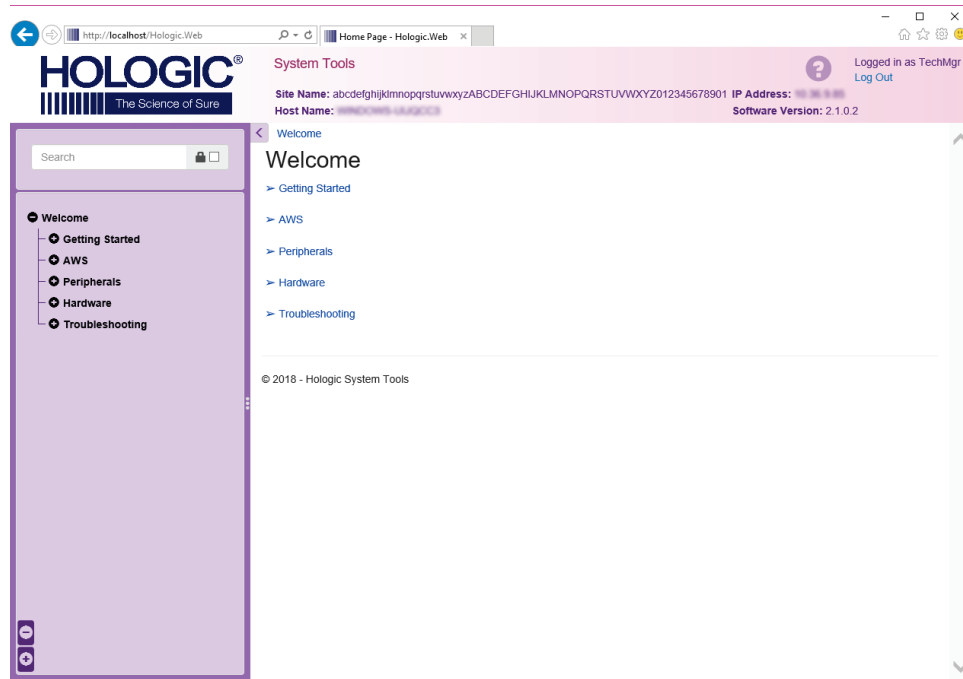 http://localhost/Hologic.Web
Home Page - Hologic.Web
HOLOGIC®
The Science of Sure
System Tools
Logged in as TechMgr
Log Out
Site Name: abcdefghijklmnopqrstuvwxyzABCDEFGHIJKLMNOPQRSTUVWXYZ012345678901 IP Address:
Host Name:
Software Version: 2.1.0.2
Search
Welcome
Welcome
Getting Started
AWS
Peripherals
Hardware
Troubleshooting
Welcome
Getting Started
AWS
Peripherals
Hardware
Troubleshooting
© 2018 - Hologic System Tools